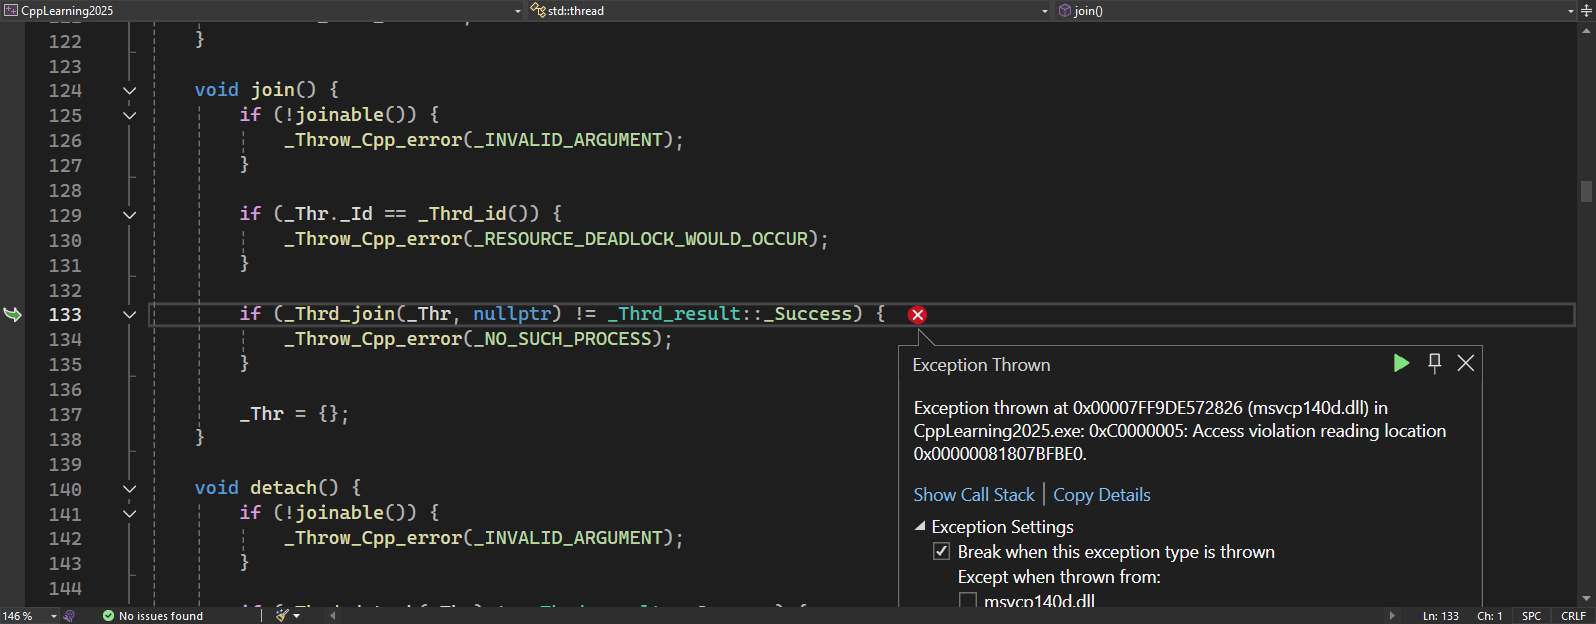 CppLearning2025 std::thread join()
122 }
123
124 void join() {
125 if (!joinable()) {
126 _Throw_Cpp_error(_INVALID_ARGUMENT);
127 }
128
129 if (_Thr._Id == _Thrd_id()) {
130 _Throw_Cpp_error(_RESOURCE_DEADLOCK_WOULD_OCCUR);
131 }
132
133 if (_Thrd_join(_Thr, nullptr) != _Thrd_result::_Success) {
134 _Throw_Cpp_error(_NO_SUCH_PROCESS);
135 }
136
137 _Thr = {};
138 }
139
140 void detach() {
141 if (!joinable()) {
142 _Throw_Cpp_error(_INVALID_ARGUMENT);
143 }
144
Exception Thrown
Exception thrown at 0x00007FF9DE572826 (msvcp140d.dll) in
CppLearning2025.exe: 0xC0000005: Access violation reading location
0x00000081807BFBE0.
Show Call Stack | Copy Details
Exception Settings
Break when this exception type is thrown
Except when thrown from:
msvcp140d.dll
146 % No issues found Ln: 133 Ch: 1 SPC CRLF